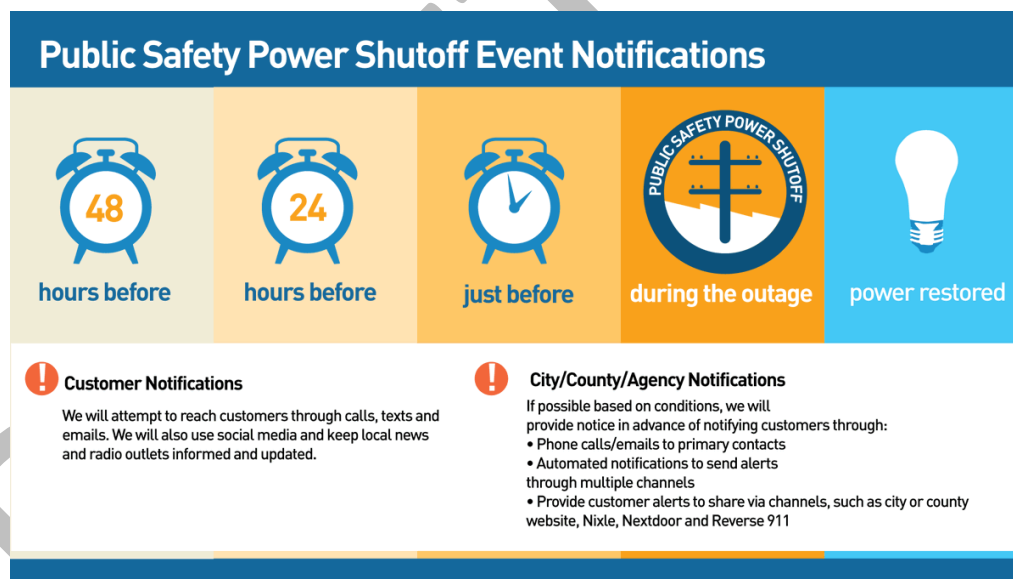 Public Safety Power Shutoff Event Notifications
48
hours before
24
hours before
just before
PUBLIC SAFETY POWER SHUTOFF
during the outage
power restored
! Customer Notifications
We will attempt to reach customers through calls, texts and
emails. We will also use social media and keep local news
and radio outlets informed and updated.
! City/County/Agency Notifications
If possible based on conditions, we will
provide notice in advance of notifying customers through:
• Phone calls/emails to primary contacts
• Automated notifications to send alerts
through multiple channels
• Provide customer alerts to share via channels, such as city or county
website, Nixle, Nextdoor and Reverse 911